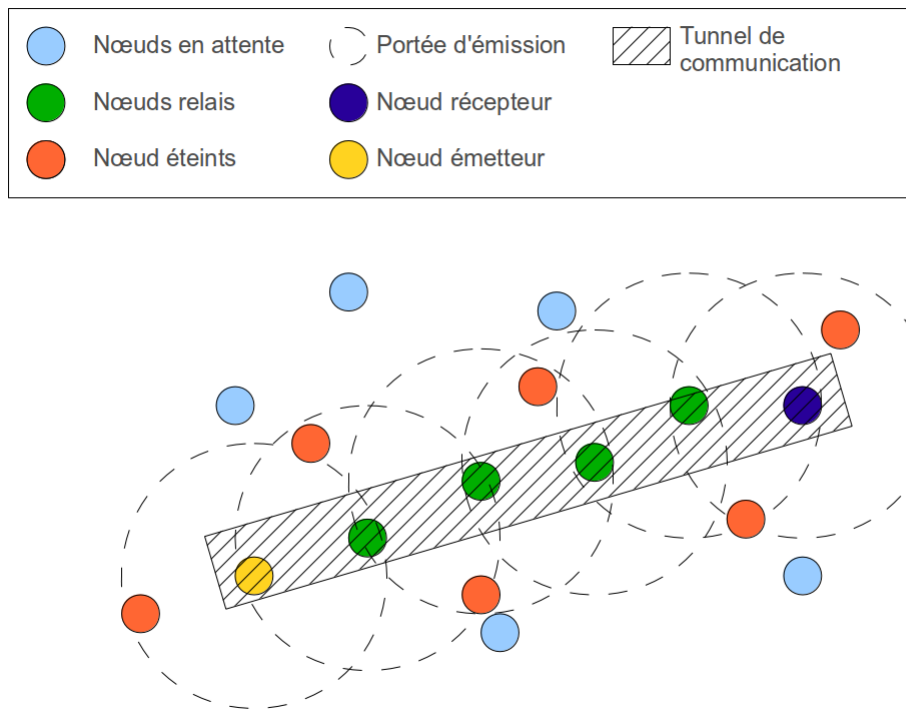 Nœuds en attente
Portée d'émission
Tunnel de
communication
Nœuds relais
Nœud récepteur
Nœud éteints
Nœud émetteur